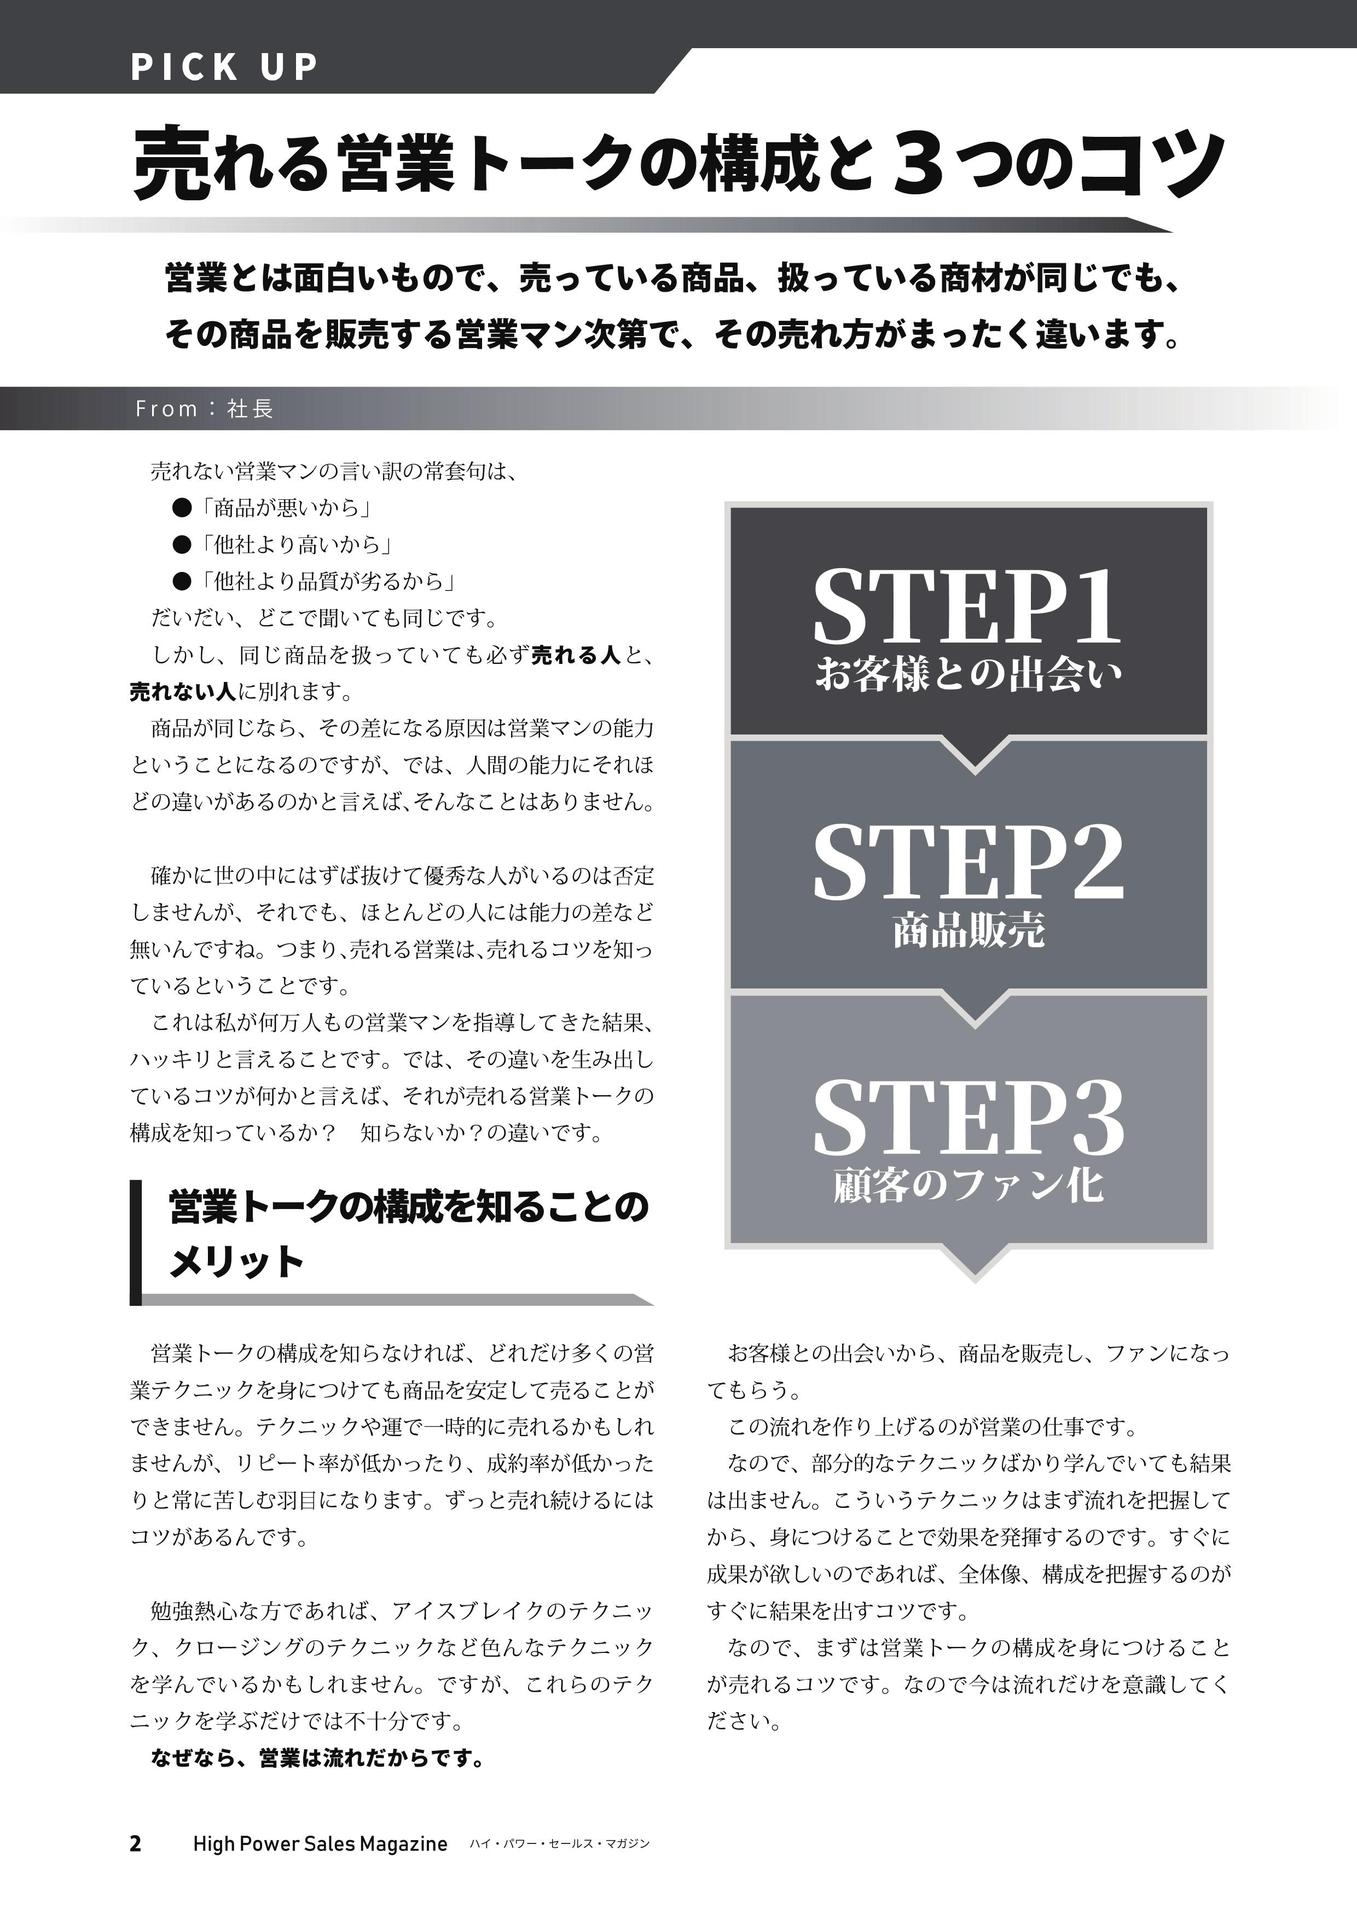 PICK UP
売れる営業トークの構成と３つのコツ
営業とは面白いもので、売っている商品、扱っている商材が同じでも、
その商品を販売する営業マン次第で、その売れ方がまったく違います。
From：社長
売れない営業マンの言い訳の常套句は、
●「商品が悪いから」
●「他社より高いから」
●「他社より品質が劣るから」
だいだい、どこで聞いても同じです。
しかし、同じ商品を扱っていても必ず売れる人と、
売れない人に別れます。
商品が同じなら、その差になる原因は営業マンの能力
ということになるのですが、では、人間の能力にそれほ
どの違いがあるのかと言えば、そんなことはありません。
確かに世の中にはずば抜けて優秀な人がいるのは否定
しませんが、それでも、ほとんどの人には能力の差など
無いんですね。つまり、売れる営業は、売れるコツを知っ
ているということです。
これは私が何万人もの営業マンを指導してきた結果、
ハッキリと言えることです。では、その違いを生み出し
ているコツが何かと言えば、それが売れる営業トークの
構成を知っているか？　知らないか？の違いです。
営業トークの構成を知ることの
メリット
営業トークの構成を知らなければ、どれだけ多くの営
業テクニックを身につけても商品を安定して売ることが
できません。テクニックや運で一時的に売れるかもしれ
ませんが、リピート率が低かったり、成約率が低かった
りと常に苦しむ羽目になります。ずっと売れ続けるには
コツがあるんです。
勉強熱心な方であれば、アイスブレイクのテクニッ
ク、クロージングのテクニックなど色んなテクニック
を学んでいるかもしれません。ですが、これらのテク
ニックを学ぶだけでは不十分です。
なぜなら、営業は流れだからです。
STEP1
お客様との出会い
STEP2
商品販売
STEP3
顧客のファン化
お客様との出会いから、商品を販売し、ファンになっ
てもらう。
この流れを作り上げるのが営業の仕事です。
なので、部分的なテクニックばかり学んでいても結果
は出ません。こういうテクニックはまず流れを把握して
から、身につけることで効果を発揮するのです。すぐに
成果が欲しいのであれば、全体像、構成を把握するのが
すぐに結果を出すコツです。
なので、まずは営業トークの構成を身につけること
が売れるコツです。なので今は流れだけを意識してく
ださい。
2 High Power Sales Magazine ハイ・パワー・セールス・マガジン